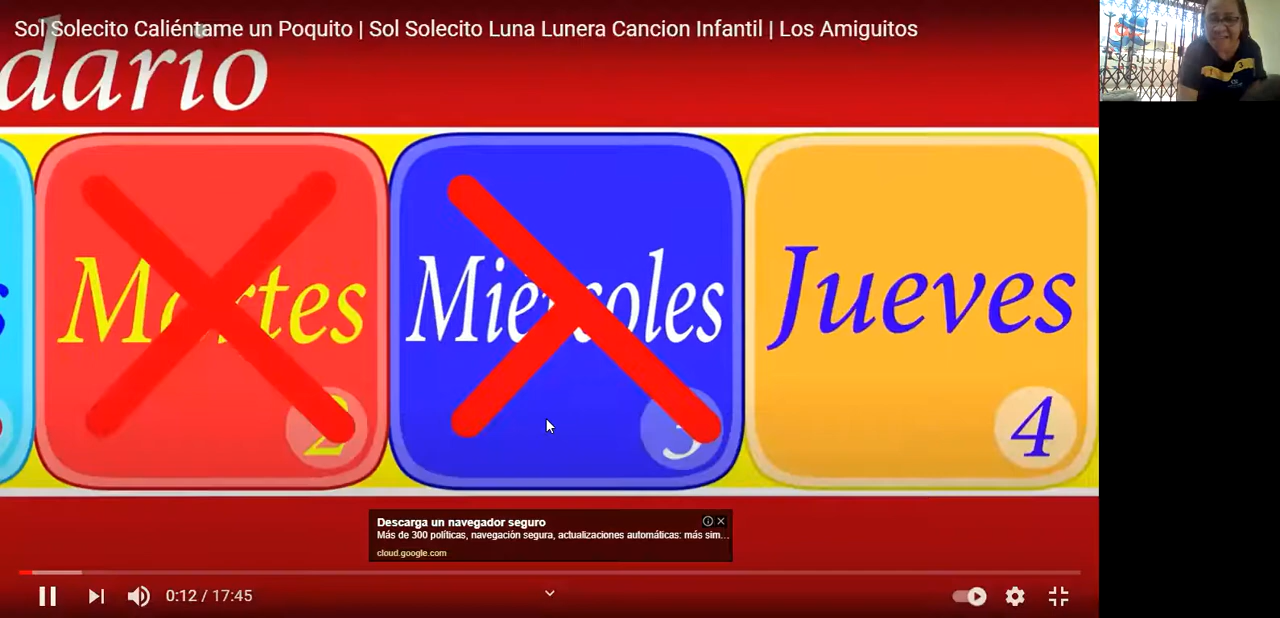 Sol Solecito Caliéntame un Poquito | Sol Solecito Luna Lunera Cancion Infantil | Los Amiguitos
dario
Martes
Miércoles
Jueves
2
3
4
Descarga un navegador seguro
Más de 300 políticas, navegación segura, actualizaciones automáticas: más sim...
cloud.google.com
0:12 / 17:45